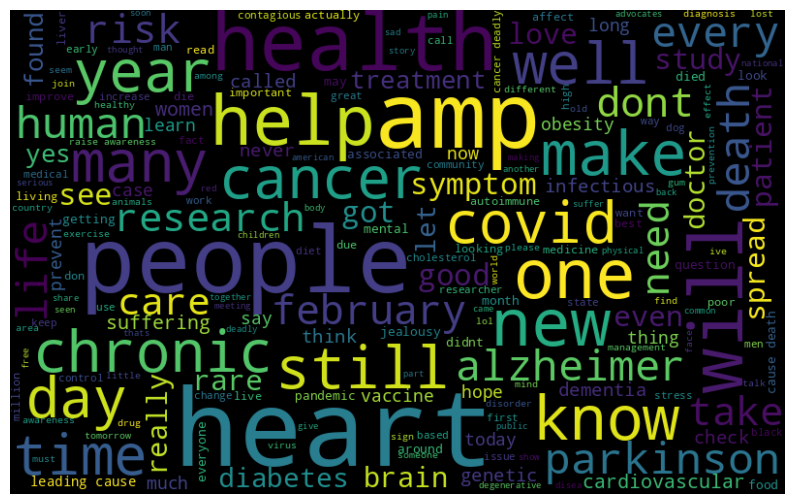 contagious actually
soon
pain
affect
advocates
diagnosis
lost
found
risk
health
sad
love
long
every
liver
early
thought
man
read
story
call
well
seem
among
year
called
treatment
may
cancer deadly
different
study
died
national
look
join
improve
increase
die
women
important
great
help
amp
high
old
dont
way
dog
effect
healthy
raise awareness
fact
human
learn
never
associated
community
now
obesity
make
prevention
death
patient
yes
many
medical
serious
american
making
another
doctor
gum
back
case
cancer
symptom
infectious
living
see
red
autoimmune
suffer
country
animals
work
research
body
got
let
covid
want
best
need
will
spread
getting
exercise
children
mental
looking
please
medicine
physical
ive
life
prevent
people
due
diet
cholesterol
good
one
question
don
researcher
world
find
share
care
together
month
state
poor
seen
use
meeting
february
came
new
even
common
cause death
area
suffering
say
deadly
jealousy
lol
thing
men
keep
thats
think
didnt
management
face
chronic
still
part
alzheimer
talk
free
rare
change
live
pandemic
vaccine
hope
mind
dementia
stress
million
control
little
day
really
heart
disorder
know
take
awareness
drug
give
first
check
black
tomorrow
virus
sign
based
public
today
issue
show
time
everyone
someone
around
parkinson
must
much
diabetes
brain
genetic
cardiovascular
food
leading cause
degenerative
disea